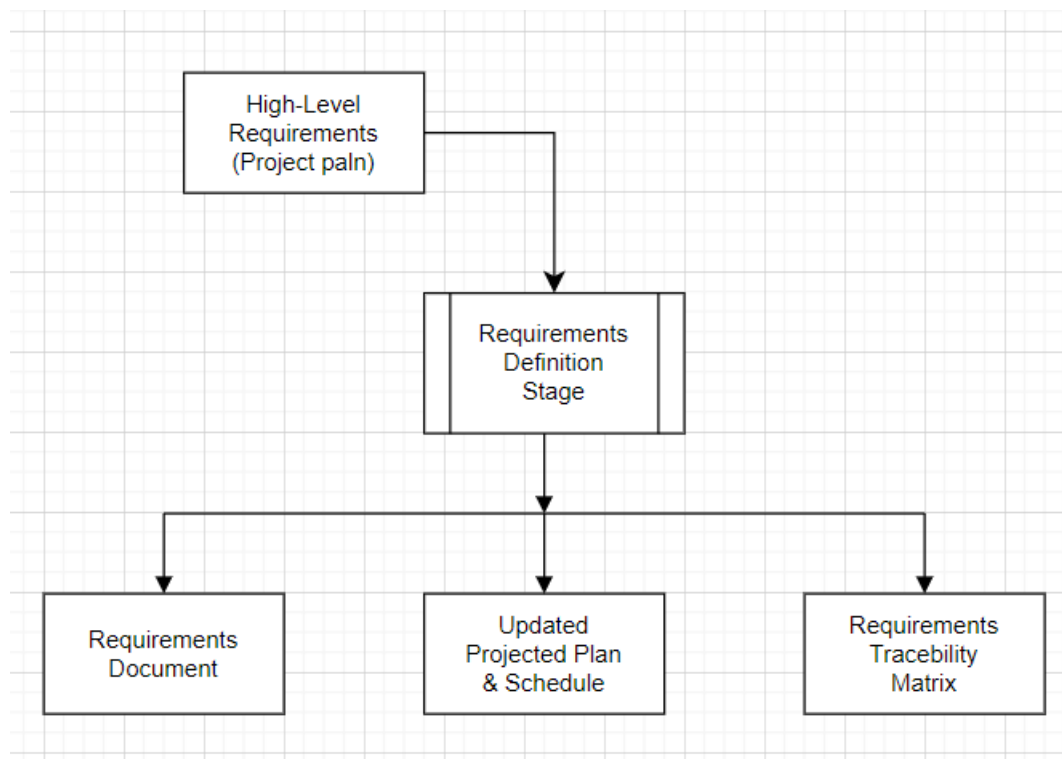 High-Level
Requirements
(Project paln)
Requirements
Definition
Stage
Requirements
Document
Updated
Projected Plan
& Schedule
Requirements
Tracebility
Matrix